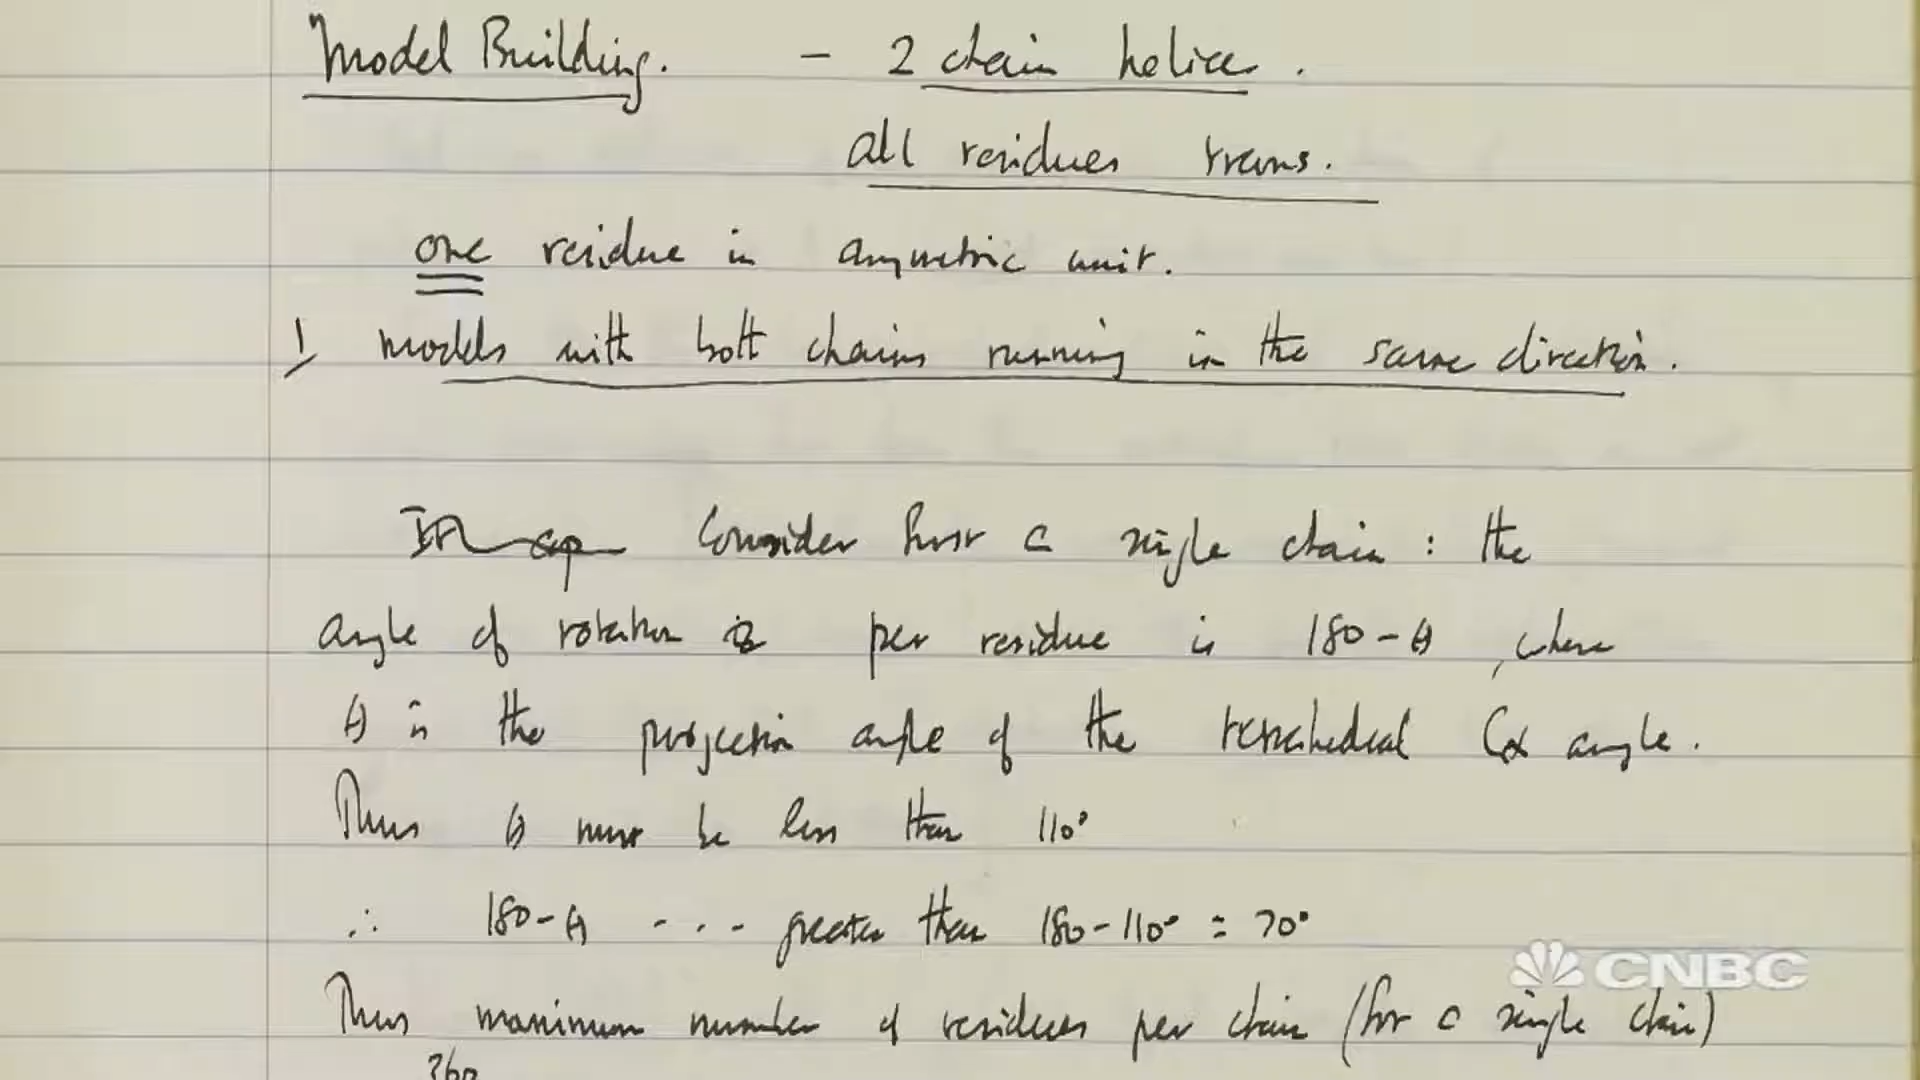 Model Building. - 2 chain helices.
all residues trans.
one residue in asymmetric unit.
1) models with both chains running in the same direction.
Consider first a single chain : the
angle of rotation per residue is 180-θ, where
θ is the projection angle of the tetrahedral Cα angle.
Thus θ must be less than 110°
∴ 180-θ ... greater than 180-110° = 70°
CNBC
Thus maximum number of residues per chain (for a single chain)
360